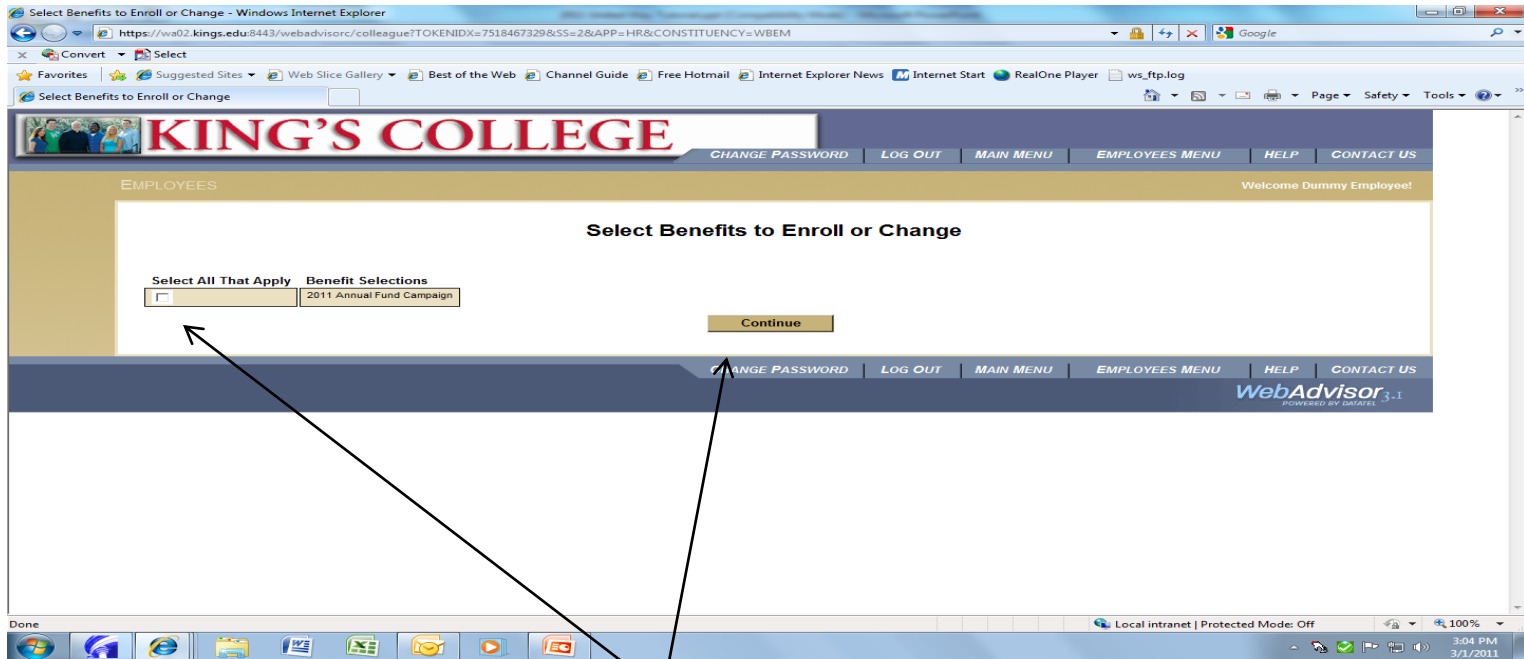 Select Benefits to Enroll or Change - Windows Internet Explorer
https://wa02.kings.edu:8443/webadvisorc/colleague?TOKENIDX=7518467329&SS=2&APP=HR&CONSTITUENCY=WBEM
Google
x Convert Select
Favorites Suggested Sites Web Slice Gallery Best of the Web Channel Guide Free Hotmail Internet Explorer News Internet Start RealOne Player ws_ftp.log
Select Benefits to Enroll or Change
Page Safety Tools
KING'S COLLEGE
CHANGE PASSWORD LOG OUT MAIN MENU EMPLOYEES MENU HELP CONTACT US
EMPLOYEES
Welcome Dummy Employee!
Select Benefits to Enroll or Change
Select All That Apply Benefit Selections
2011 Annual Fund Campaign
Continue
CHANGE PASSWORD LOG OUT MAIN MENU EMPLOYEES MENU HELP CONTACT US
WebAdvisor 3.1
POWERED BY DATATEL
Done
Local intranet | Protected Mode: Off
100%
3:04 PM
3/1/2011